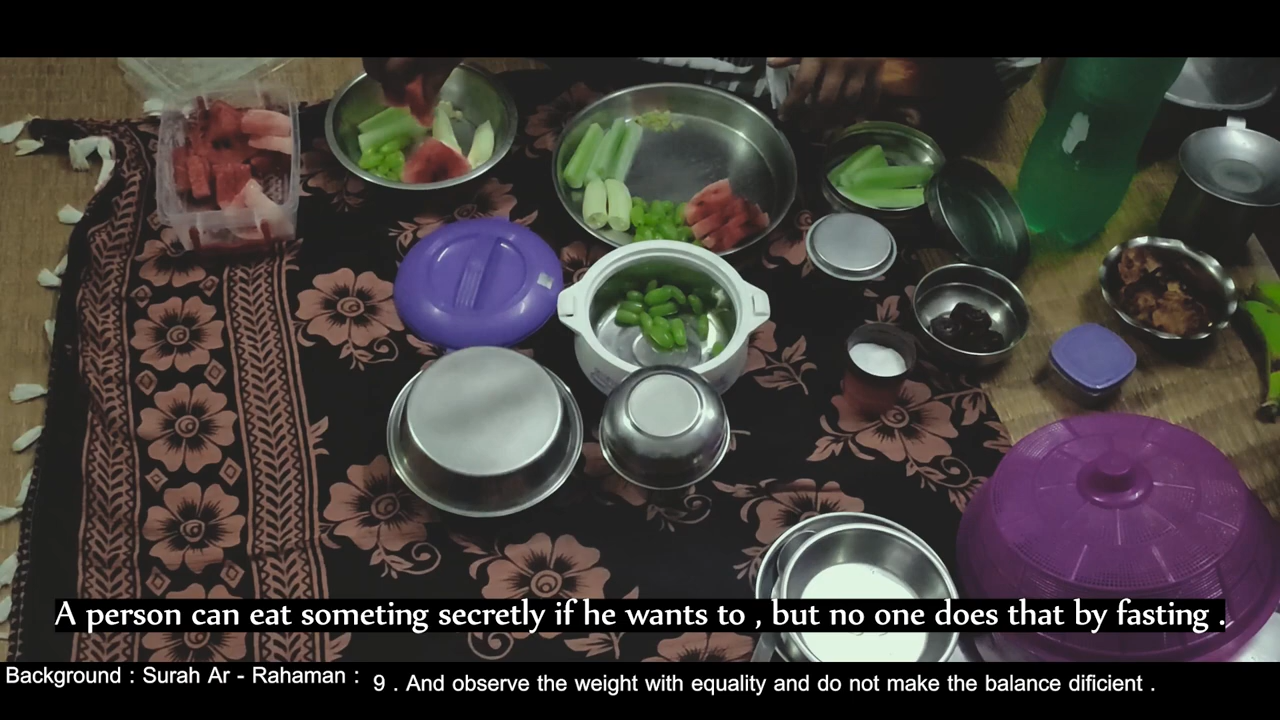 A person can eat someting secretly if he wants to , but no one does that by fasting .
Background : Surah Ar - Rahaman : 9 . And observe the weight with equality and do not make the balance dificient .